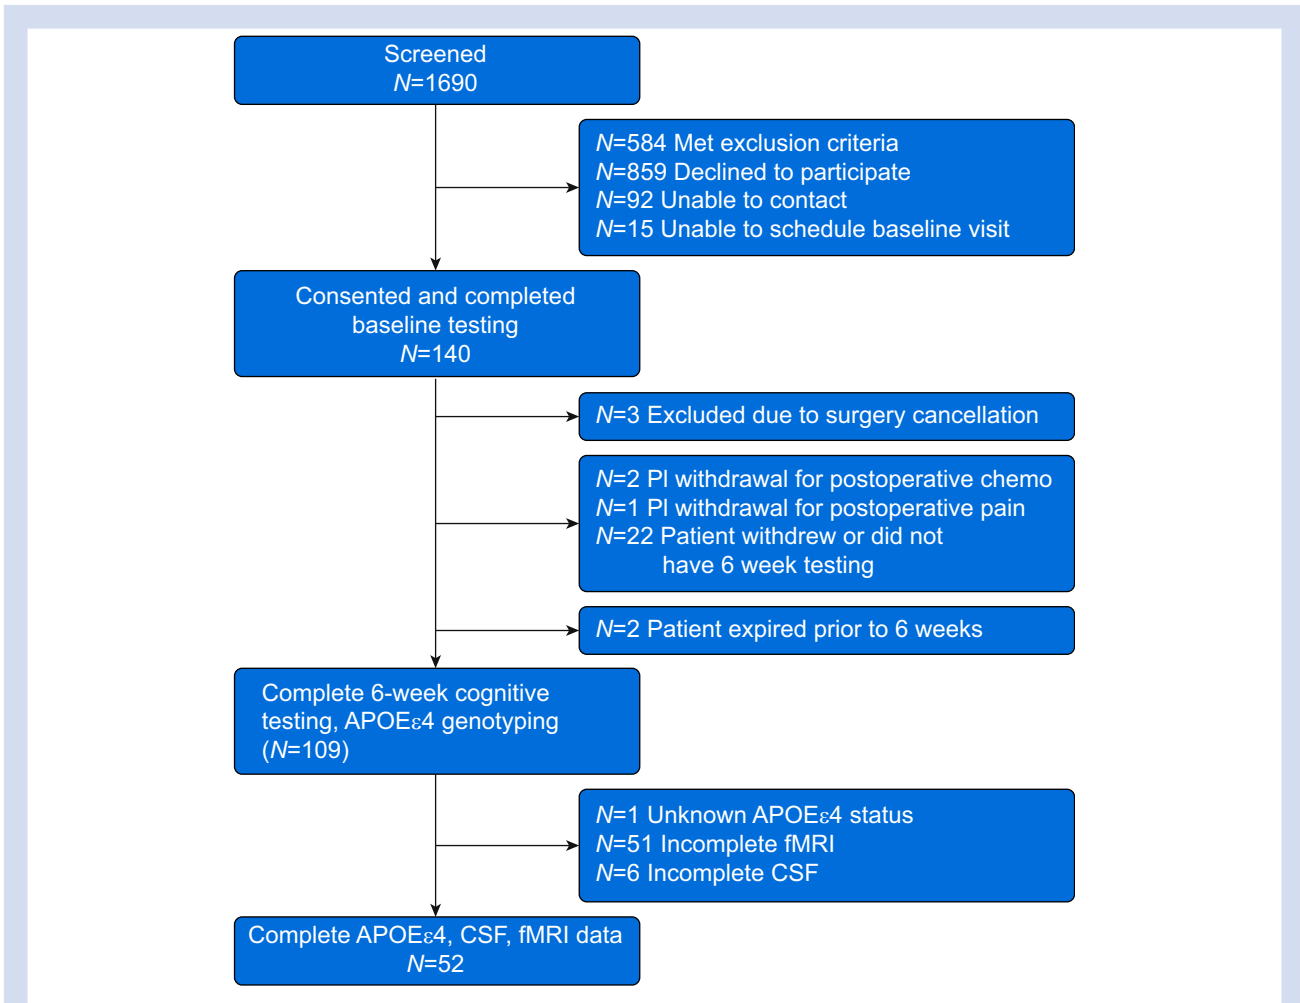 Screened
N=1690
N=584 Met exclusion criteria
N=859 Declined to participate
N=92 Unable to contact
N=15 Unable to schedule baseline visit
Consented and completed
baseline testing
N=140
N=3 Excluded due to surgery cancellation
N=2 PI withdrawal for postoperative chemo
N=1 PI withdrawal for postoperative pain
N=22 Patient withdrew or did not
have 6 week testing
N=2 Patient expired prior to 6 weeks
Complete 6-week cognitive
testing, APOEε4 genotyping
(N=109)
N=1 Unknown APOEε4 status
N=51 Incomplete fMRI
N=6 Incomplete CSF
Complete APOEε4, CSF, fMRI data
N=52